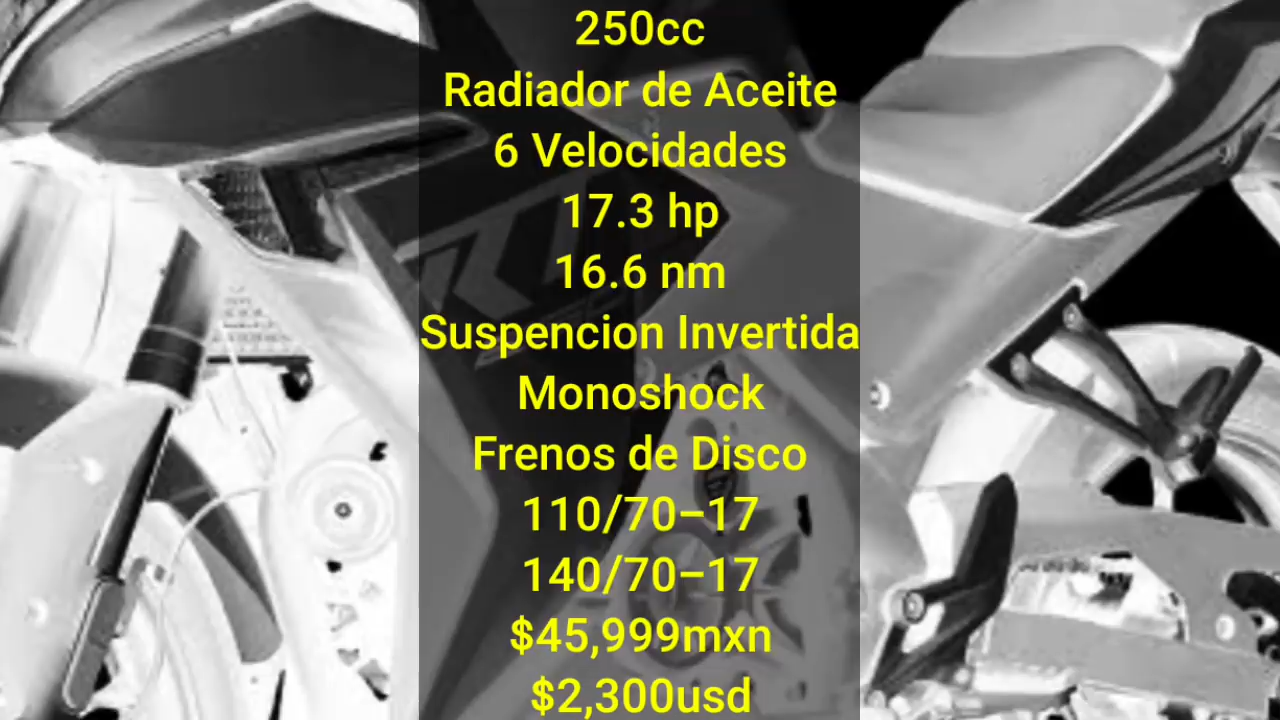 250cc
Radiador de Aceite
6 Velocidades
17.3 hp
16.6 nm
Suspencion Invertida
Monoshock
Frenos de Disco
110/70–17
140/70–17
$45,999mxn
$2,300usd